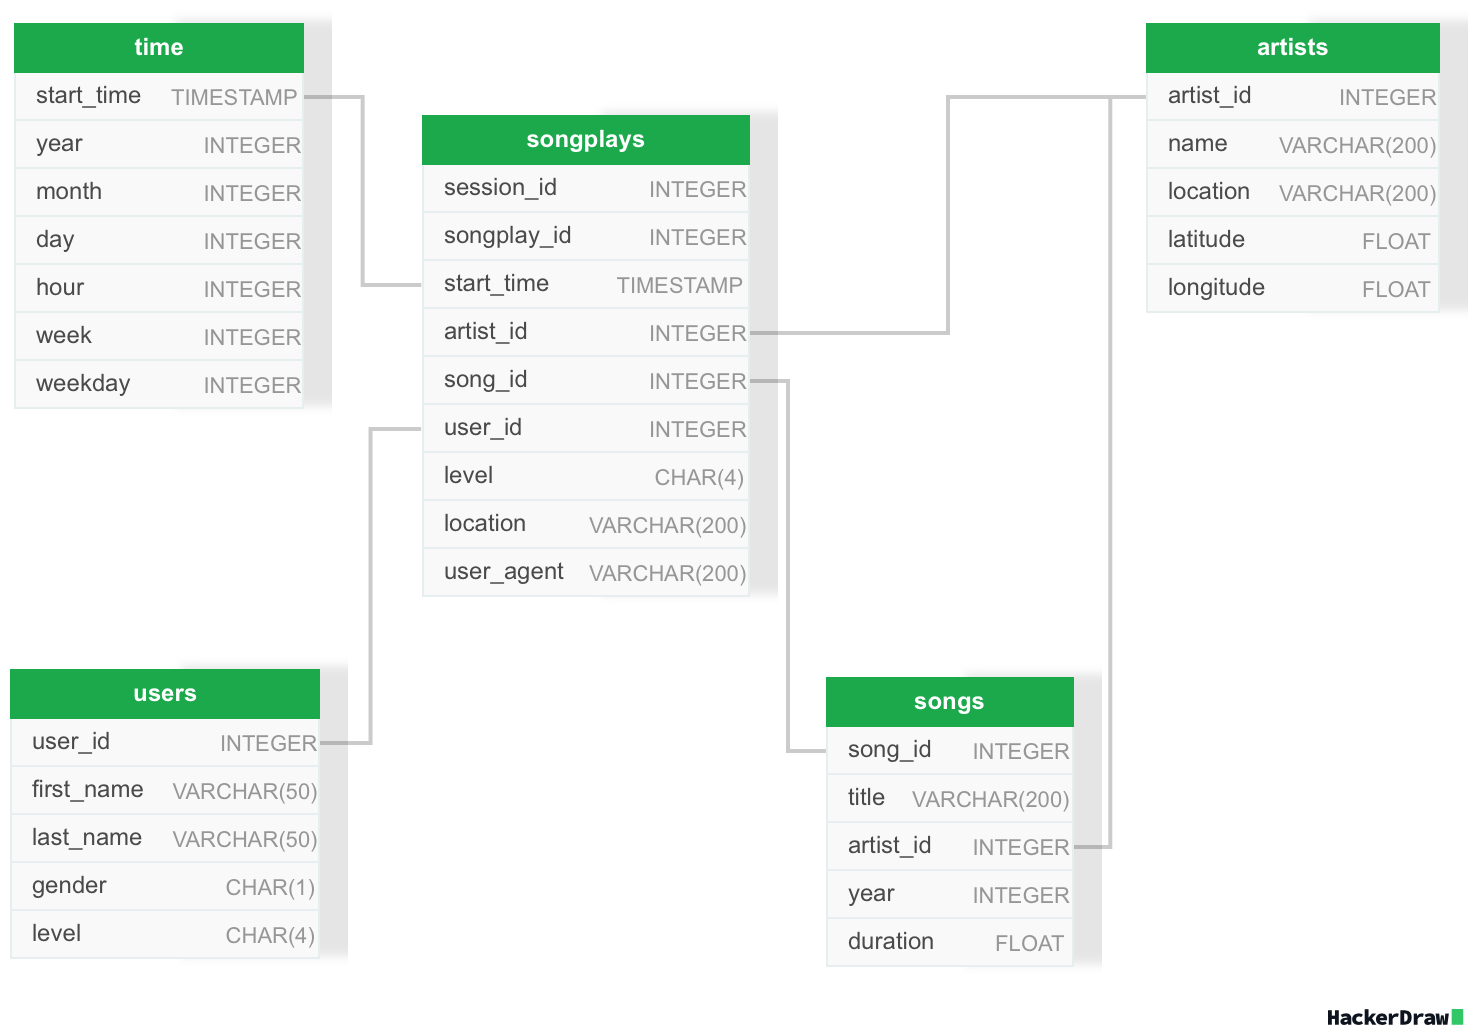 time
start_time TIMESTAMP
year INTEGER
month INTEGER
day INTEGER
hour INTEGER
week INTEGER
weekday INTEGER
songplays
session_id INTEGER
songplay_id INTEGER
start_time TIMESTAMP
artist_id INTEGER
song_id INTEGER
user_id INTEGER
level CHAR(4)
location VARCHAR(200)
user_agent VARCHAR(200)
artists
artist_id INTEGER
name VARCHAR(200)
location VARCHAR(200)
latitude FLOAT
longitude FLOAT
users
user_id INTEGER
first_name VARCHAR(50)
last_name VARCHAR(50)
gender CHAR(1)
level CHAR(4)
songs
song_id INTEGER
title VARCHAR(200)
artist_id INTEGER
year INTEGER
duration FLOAT
HackerDraw